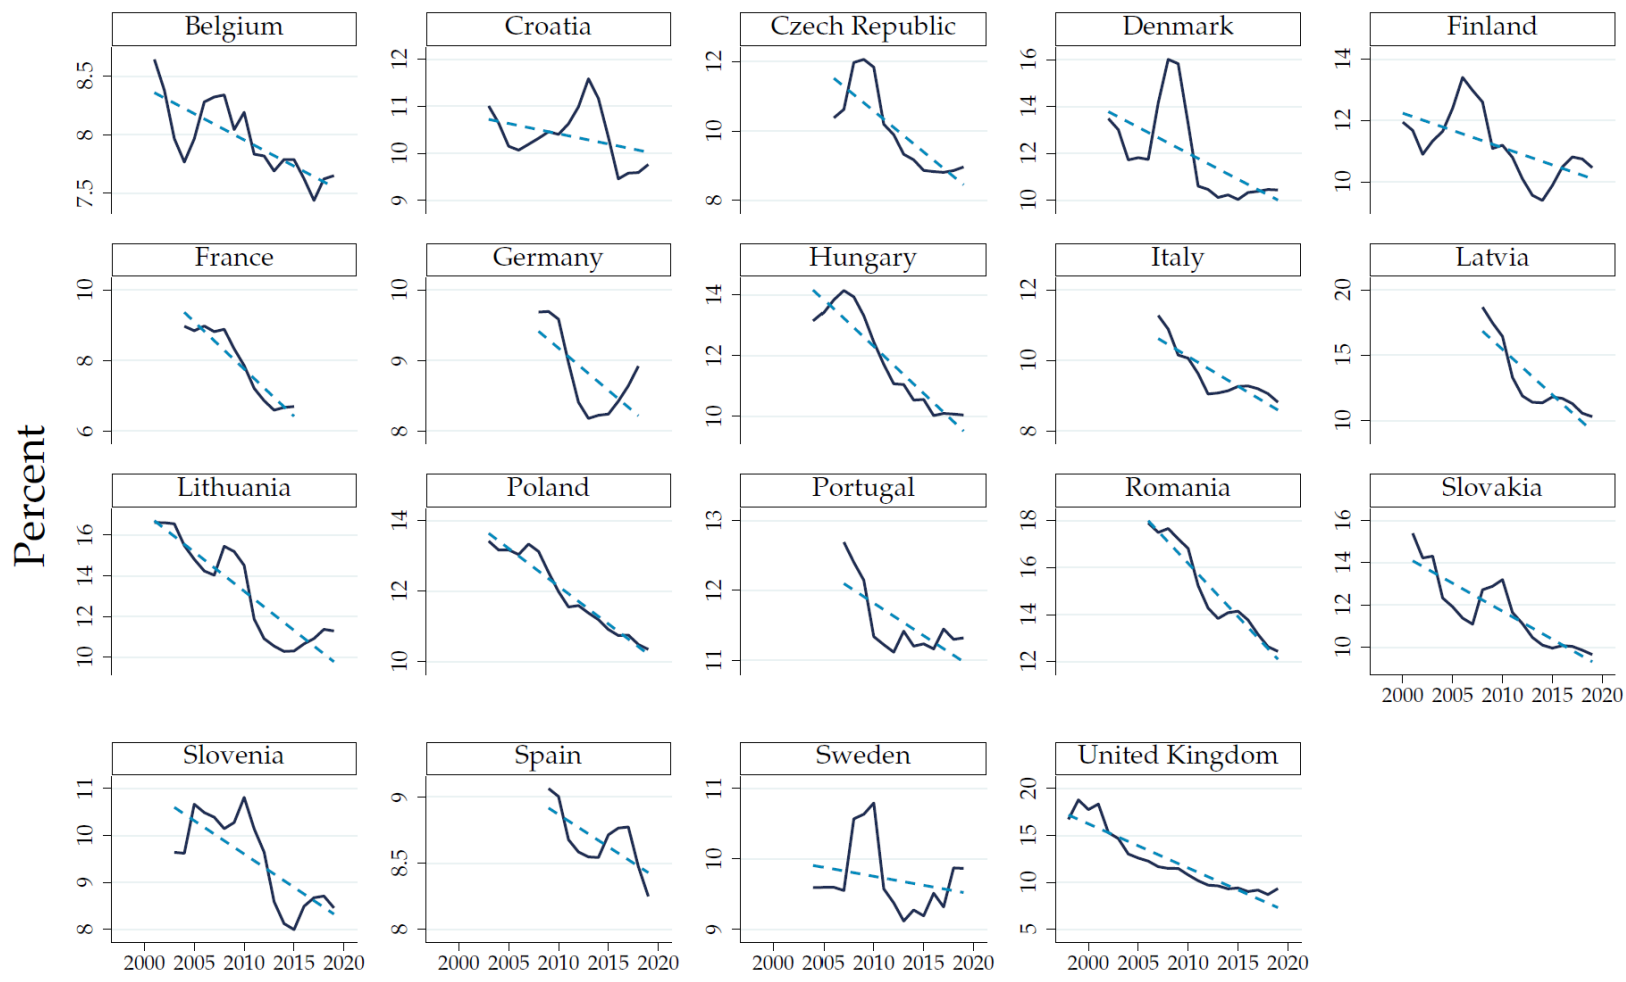 Percent
Belgium
8.5
8
7.5
Croatia
12
11
10
9
Czech Republic
12
10
8
Denmark
16
14
12
10
Finland
14
12
10
France
10
8
6
Germany
10
9
8
Hungary
14
12
10
Italy
12
10
8
Latvia
20
15
10
Lithuania
16
14
12
10
Poland
14
12
10
Portugal
13
12
11
Romania
18
16
14
12
Slovakia
16
14
12
10
2000 2005 2010 2015 2020
Slovenia
11
10
9
8
2000 2005 2010 2015 2020
Spain
9
8.5
8
2000 2005 2010 2015 2020
Sweden
11
10
9
2000 2005 2010 2015 2020
United Kingdom
20
15
10
5
2000 2005 2010 2015 2020